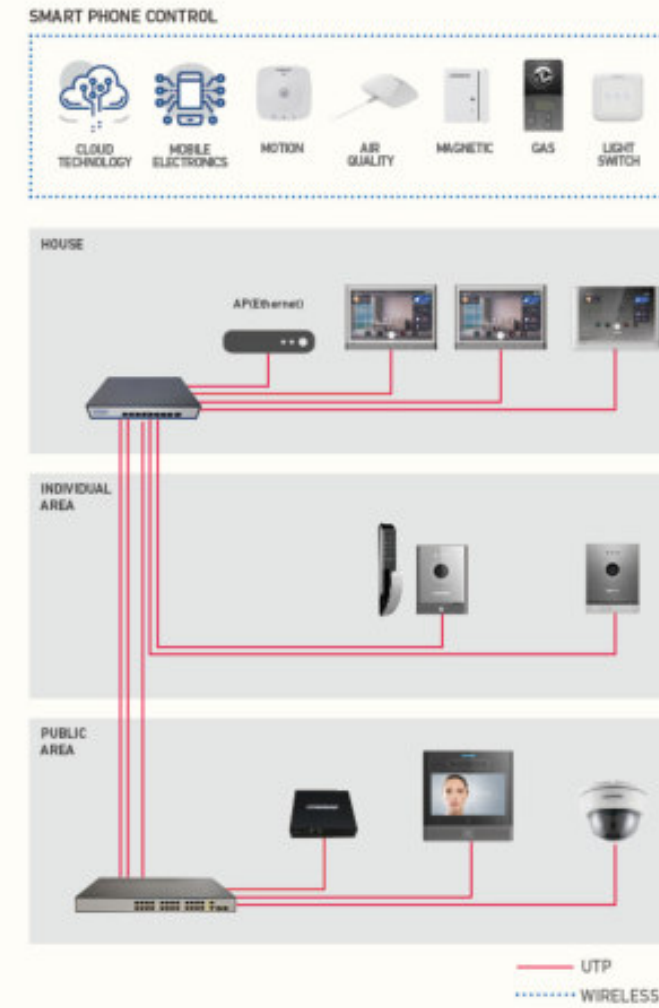 SMART PHONE CONTROL
CLOUD
TECHNOLOGY
MOBILE
ELECTRONICS
MOTION
AIR
QUALITY
MAGNETIC
GAS
LIGHT
SWITCH
HOUSE
AP(Ethernet)
INDIVIDUAL
AREA
PUBLIC
AREA
UTP
WIRELESS